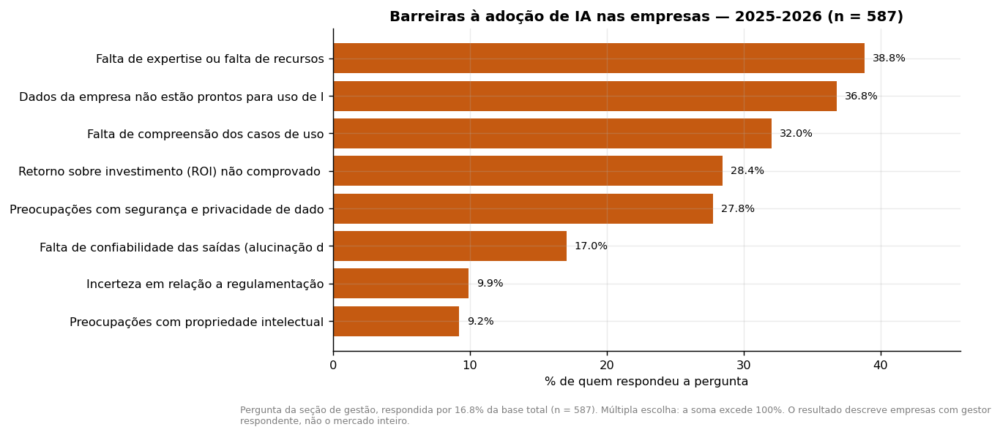 Barreiras à adoção de IA nas empresas — 2025-2026 (n = 587)
Falta de expertise ou falta de recursos
38.8%
Dados da empresa não estão prontos para uso de I
36.8%
Falta de compreensão dos casos de uso
32.0%
Retorno sobre investimento (ROI) não comprovado
28.4%
Preocupações com segurança e privacidade de dado
27.8%
Falta de confiabilidade das saídas (alucinação d
17.0%
Incerteza em relação a regulamentação
9.9%
Preocupações com propriedade intelectual
9.2%
0 10 20 30 40
% de quem respondeu a pergunta
Pergunta da seção de gestão, respondida por 16.8% da base total (n = 587). Múltipla escolha: a soma excede 100%. O resultado descreve empresas com gestor
respondente, não o mercado inteiro.